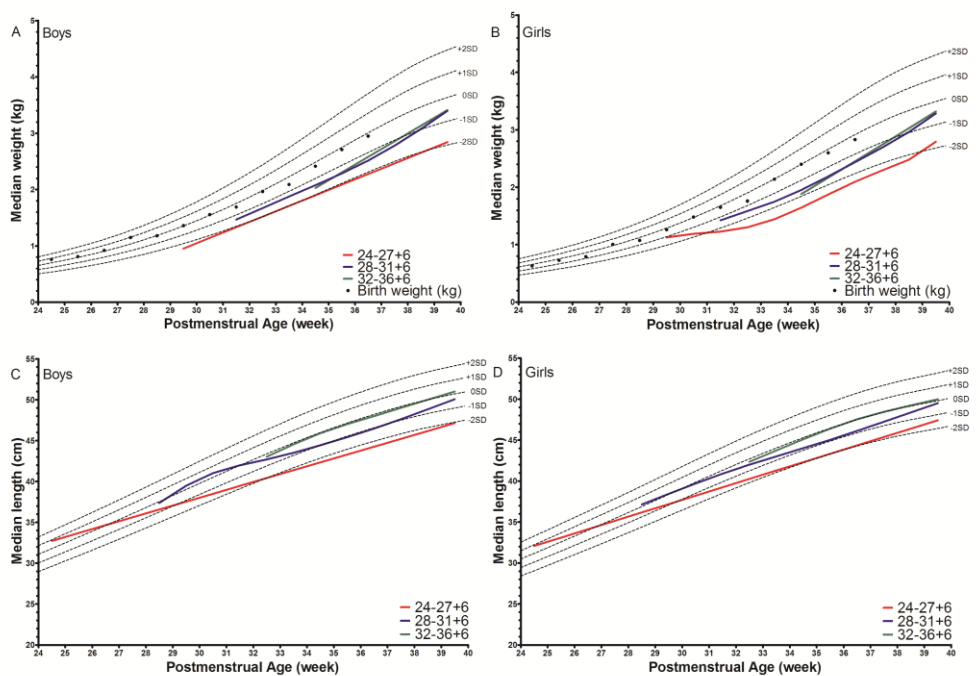 A Boys
Median weight (kg)
5
4
3
2
1
0
+2SD
+1SD
0SD
-1SD
-2SD
24-27+6
28-31+6
32-36+6
Birth weight (kg)
24 25 26 27 28 29 30 31 32 33 34 35 36 37 38 39 40
Postmenstrual Age (week)
B Girls
Median weight (kg)
5
4
3
2
1
0
+2SD
+1SD
0SD
-1SD
-2SD
24-27+6
28-31+6
32-36+6
Birth weight (kg)
24 25 26 27 28 29 30 31 32 33 34 35 36 37 38 39 40
Postmenstrual Age (week)
C Boys
Median length (cm)
55
50
45
40
35
30
25
20
+2SD
+1SD
0SD
-1SD
-2SD
24-27+6
28-31+6
32-36+6
24 25 26 27 28 29 30 31 32 33 34 35 36 37 38 39 40
Postmenstrual Age (week)
D Girls
Median length (cm)
55
50
45
40
35
30
25
20
+2SD
+1SD
0SD
-1SD
-2SD
24-27+6
28-31+6
32-36+6
24 25 26 27 28 29 30 31 32 33 34 35 36 37 38 39 40
Postmenstrual Age (week)